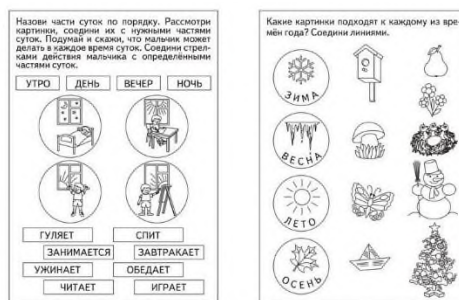 Назови части суток по порядку. Рассмотри
картинки, соедини их с нужными частями
суток. Подумай и скажи, что мальчик может
делать в каждое время суток. Соедини стрел-
ками действия мальчика с определёнными
частями суток.
УТРО ДЕНЬ ВЕЧЕР НОЧЬ
ГУЛЯЕТ СПИТ
ЗАНИМАЕТСЯ ЗАВТРАКАЕТ
УЖИНАЕТ ОБЕДАЕТ
ЧИТАЕТ ИГРАЕТ
Какие картинки подходят к каждому из вре-
мён года? Соедини линиями.
ЗИМА
ВЕСНА
ЛЕТО
ОСЕНЬ